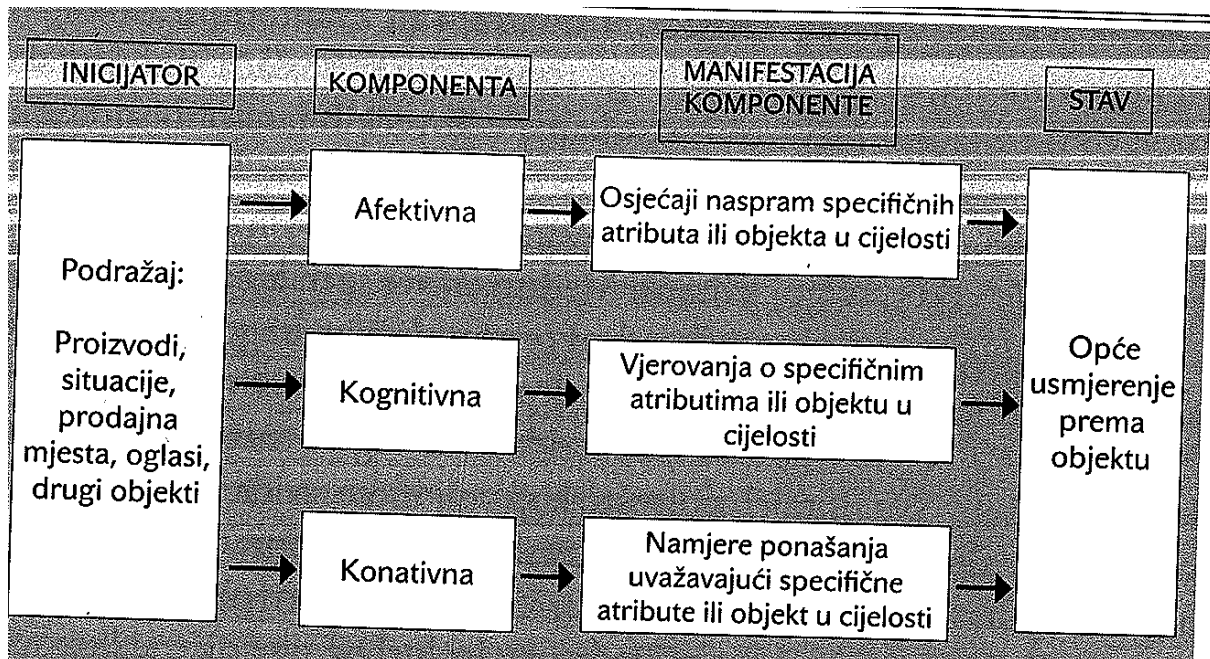 INICIJATOR
KOMPONENTA
MANIFESTACIJA
KOMPONENTE
STAV
Podražaj:
Proizvodi,
situacije,
prodajna
mjesta, oglasi,
drugi objekti
Afektivna
Osjećaji naspram specifičnih
atributa ili objekta u cijelosti
Kognitivna
Vjerovanja o specifičnim
atributima ili objektu u
cijelosti
Konativna
Namjere ponašanja
uvažavajući specifične
atribute ili objekt u cijelosti
Opće
usmjerenje
prema
objektu